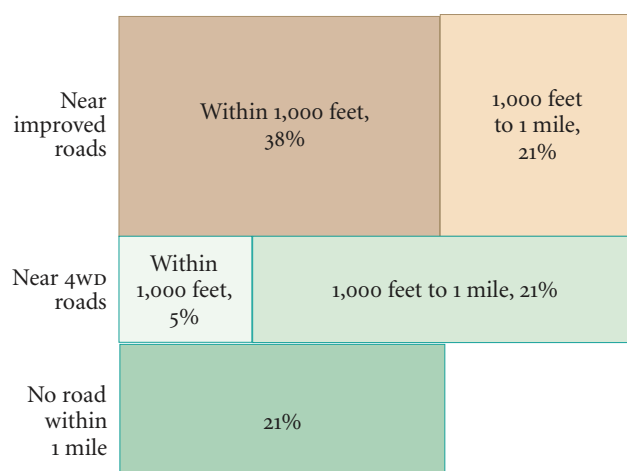 Near
improved
roads
Within 1,000 feet,
38%
1,000 feet
to 1 mile,
21%
Near 4WD
roads
Within
1,000 feet,
5%
1,000 feet to 1 mile, 21%
No road
within
1 mile
21%